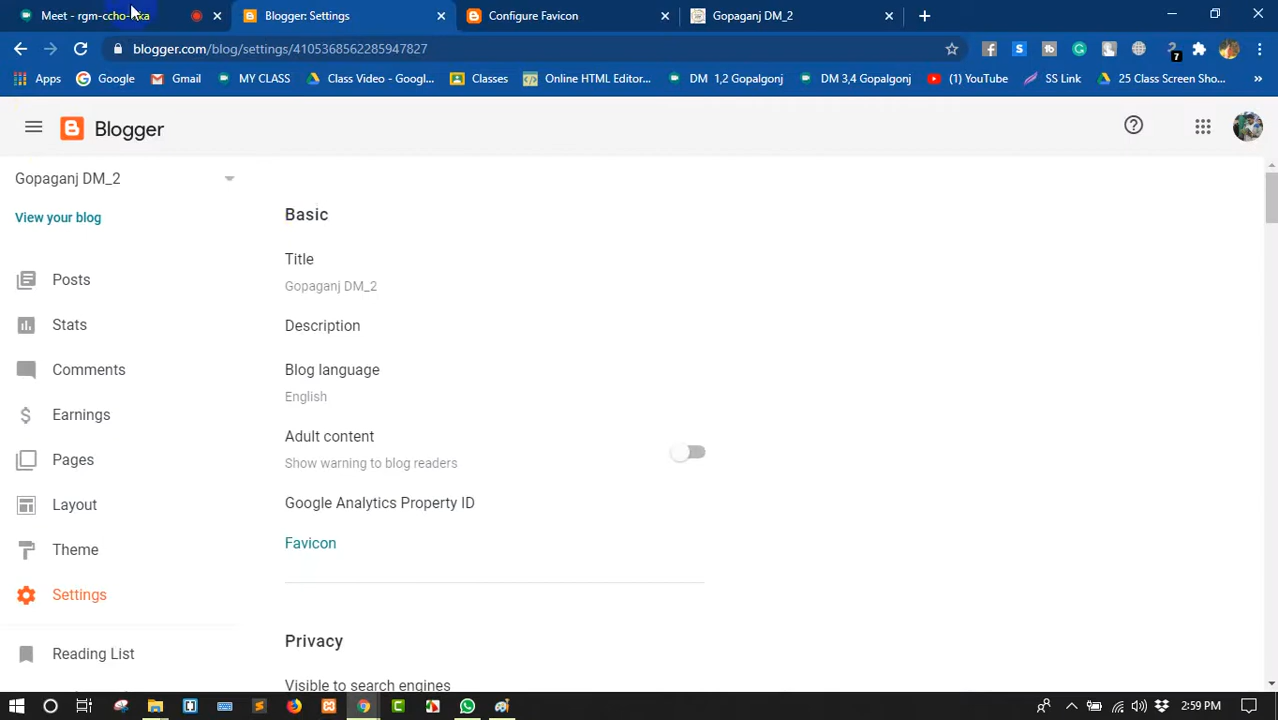 Meet - rgm-ccho-
Blogger: Settings
Configure Favicon
Gopaganj DM_2
blogger.com/blog/settings/4105368562285947827
7
Apps
Google
Gmail
MY CLASS
Class Video - Googl...
Classes
Online HTML Editor...
DM 1,2 Gopalgonj
DM 3,4 Gopalgonj
(1) YouTube
SS Link
25 Class Screen Sho...
»
Blogger
Gopaganj DM_2
View your blog
Posts
Stats
Comments
Earnings
Pages
Layout
Theme
Settings
Reading List
Basic
Title
Gopaganj DM_2
Description
Blog language
English
Adult content
Show warning to blog readers
Google Analytics Property ID
Favicon
Privacy
Visible to search engines
2:59 PM